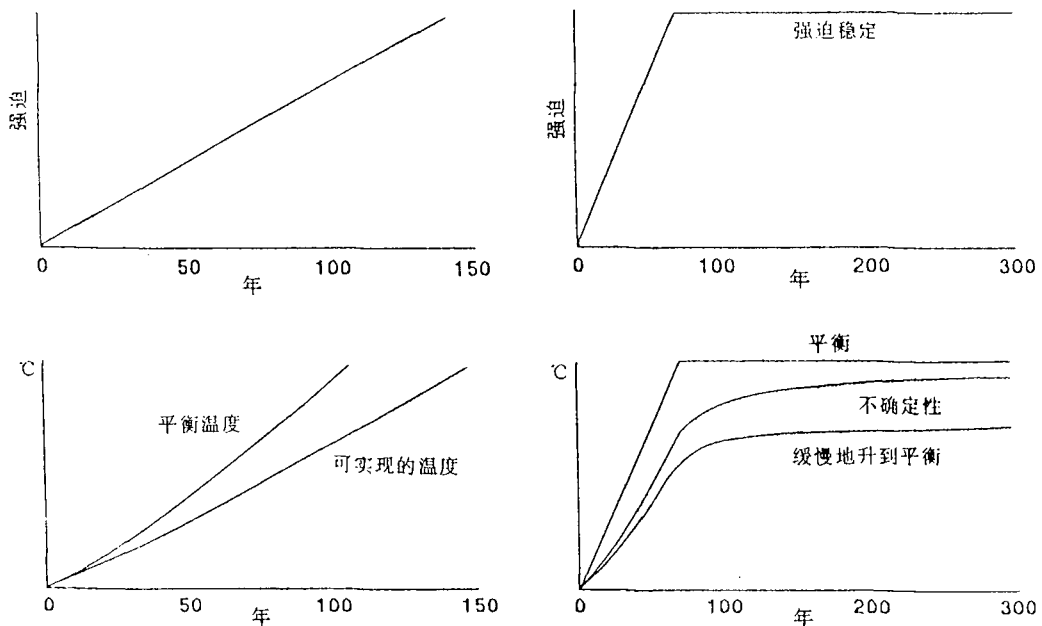 强迫
0 50 100 150
年
强迫稳定
强迫
0 100 200 300
年
℃
平衡温度
可实现的温度
0 50 100 150
年
平衡
℃
不确定性
缓慢地升到平衡
0 100 200 300
年